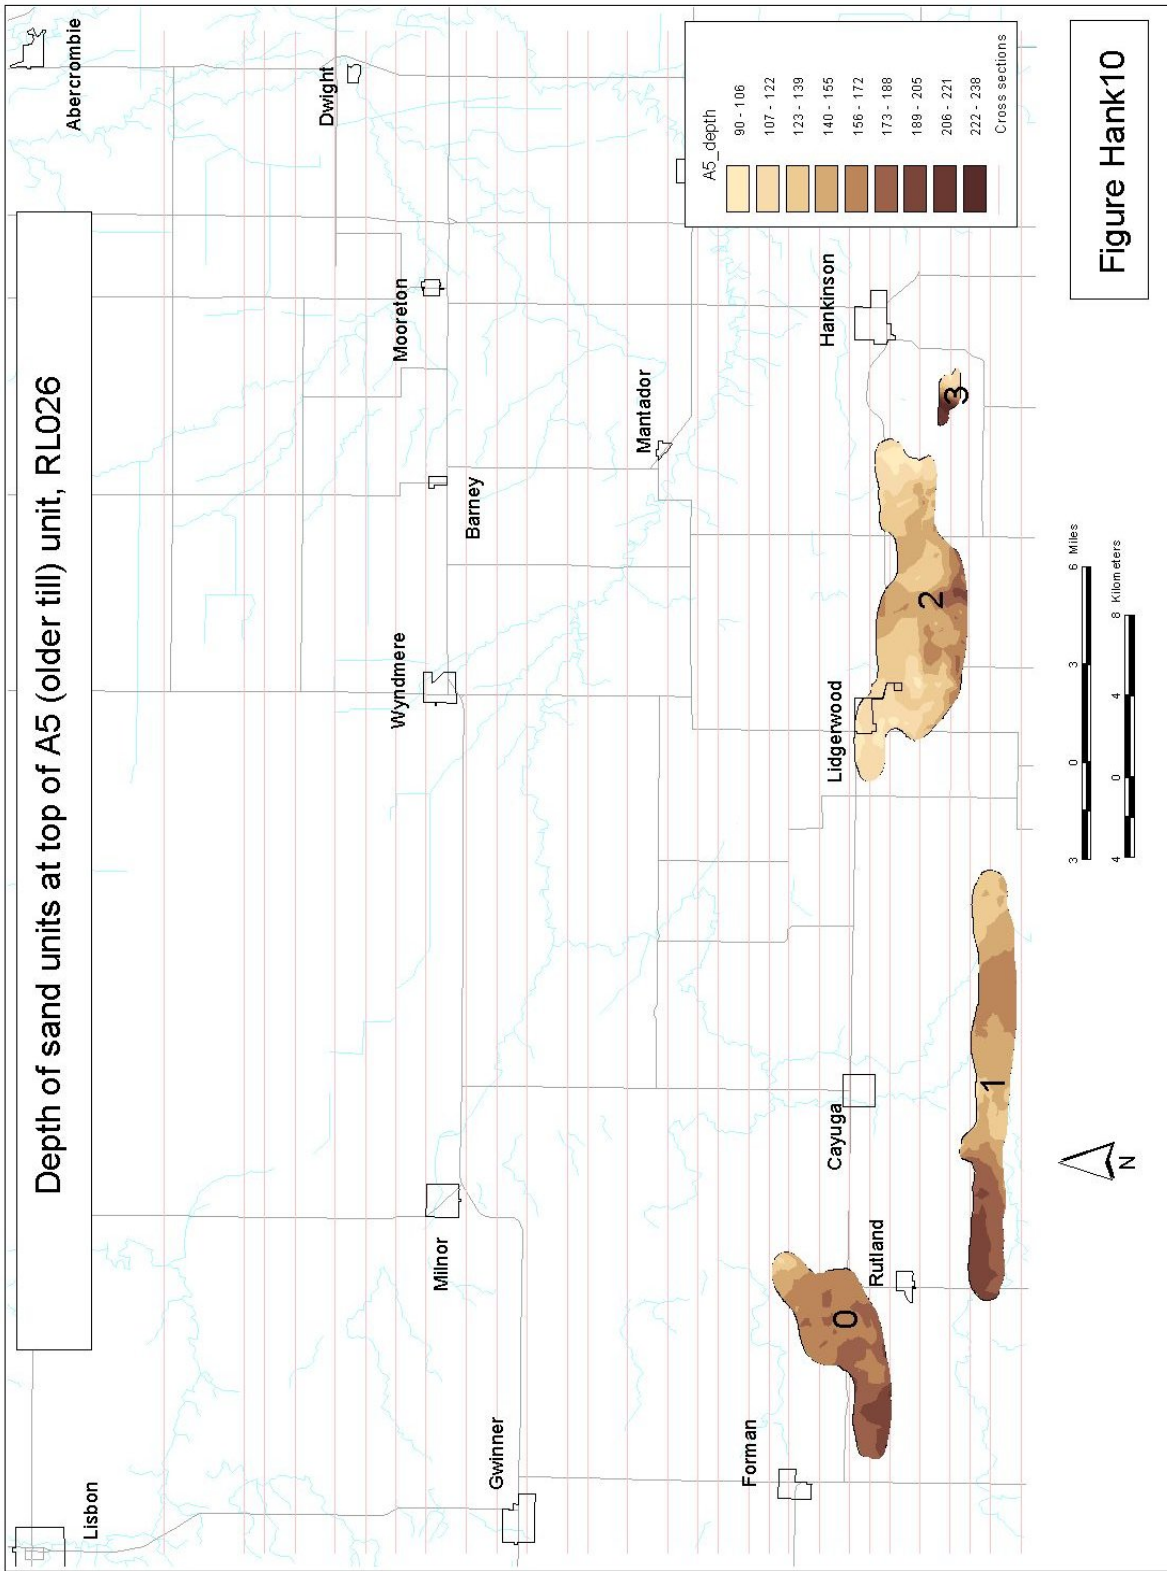 Depth of sand units at top of A5 (older till) unit, RL026
Lisbon
Abercrombie
Dwight
Gwinner
Milnor
Wyndmere
Barney
Mooreton
Mantador
Forman
Rutland
Cayuga
Lidgerwood
Hankinson
0
1
2
3
A5_depth
90 - 106
107 - 122
123 - 139
140 - 155
156 - 172
173 - 188
189 - 205
206 - 221
222 - 238
Cross sections
N
3 0 3 6 Miles
4 0 4 8 Kilometers
Figure Hank10